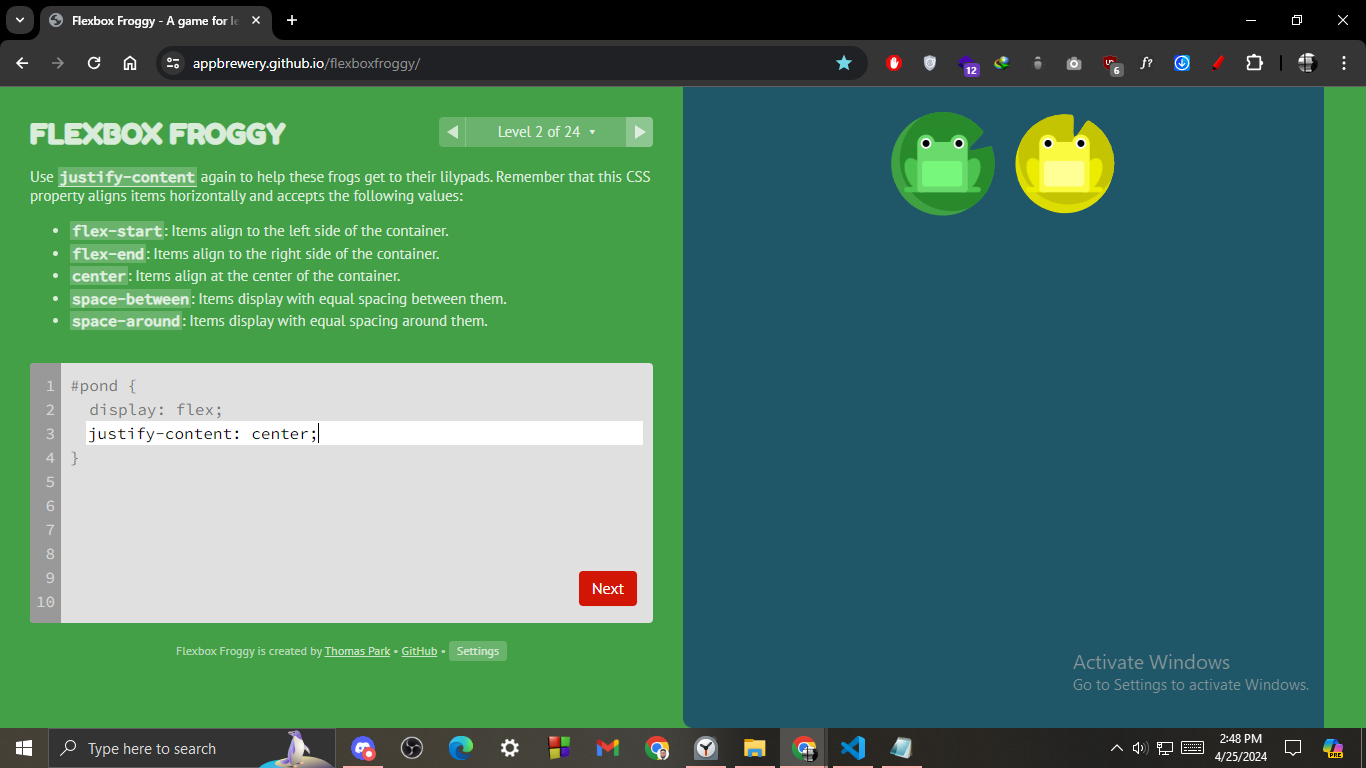 Flexbox Froggy - A game for le
appbrewery.github.io/flexboxfroggy/
12
6
f?
FLEXBOX FROGGY
Level 2 of 24
Use justify-content again to help these frogs get to their lilypads. Remember that this CSS
property aligns items horizontally and accepts the following values:
• flex-start: Items align to the left side of the container.
• flex-end: Items align to the right side of the container.
• center: Items align at the center of the container.
• space-between: Items display with equal spacing between them.
• space-around: Items display with equal spacing around them.
1 #pond {
2 display: flex;
3 justify-content: center;
4 }
5
6
7
8
9
10
Next
Flexbox Froggy is created by Thomas Park • GitHub • Settings
Activate Windows
Go to Settings to activate Windows.
Type here to search
2:48 PM
4/25/2024
PRE